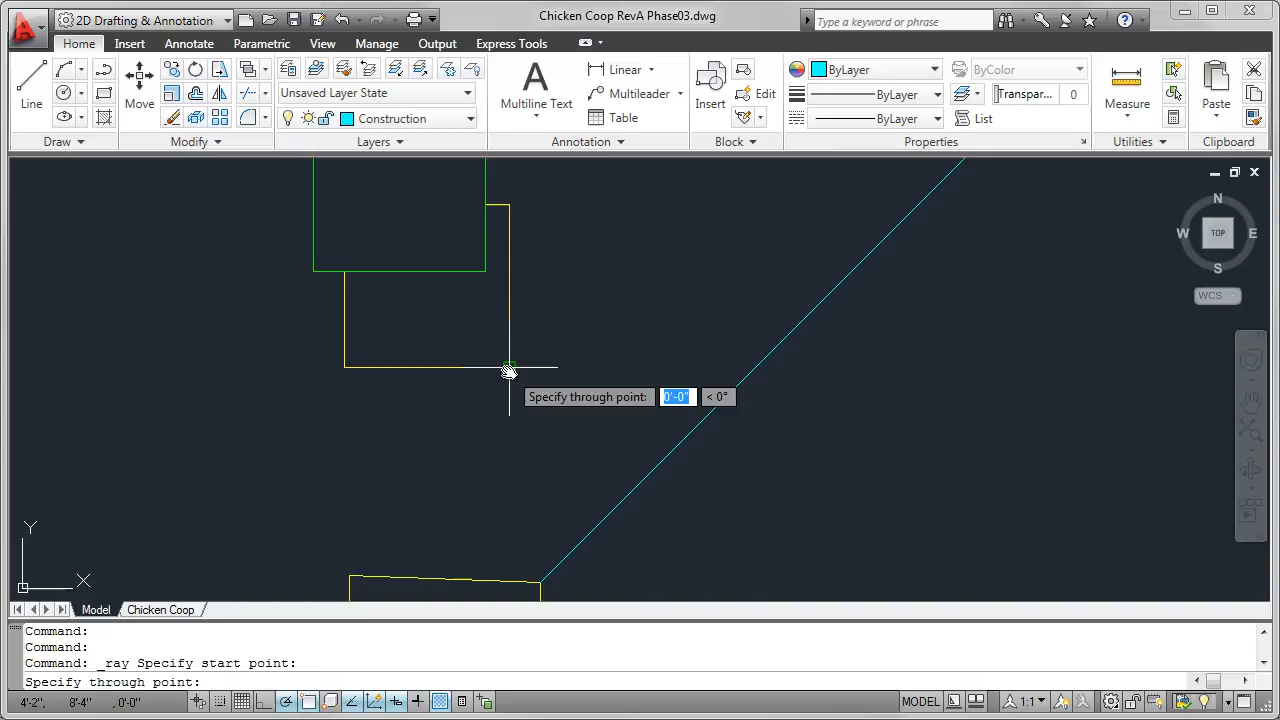 2D Drafting & Annotation
Chicken Coop RevA Phase03.dwg
Type a keyword or phrase
Home Insert Annotate Parametric View Manage Output Express Tools
Line
Move
Unsaved Layer State
Construction
Multiline Text
Linear
Multileader
Table
Insert
Edit
ByLayer
ByLayer
ByLayer
ByColor
Transpar... 0
List
Measure
Paste
Draw Modify Layers Annotation Block Properties Utilities Clipboard
N
W TOP E
S
WCS
Specify through point: 0'-0" < 0°
Y
X
Model Chicken Coop
Command:
Command:
Command: _ray Specify start point:
Specify through point:
4'-2", 8'-4" , 0'-0" MODEL 1:1